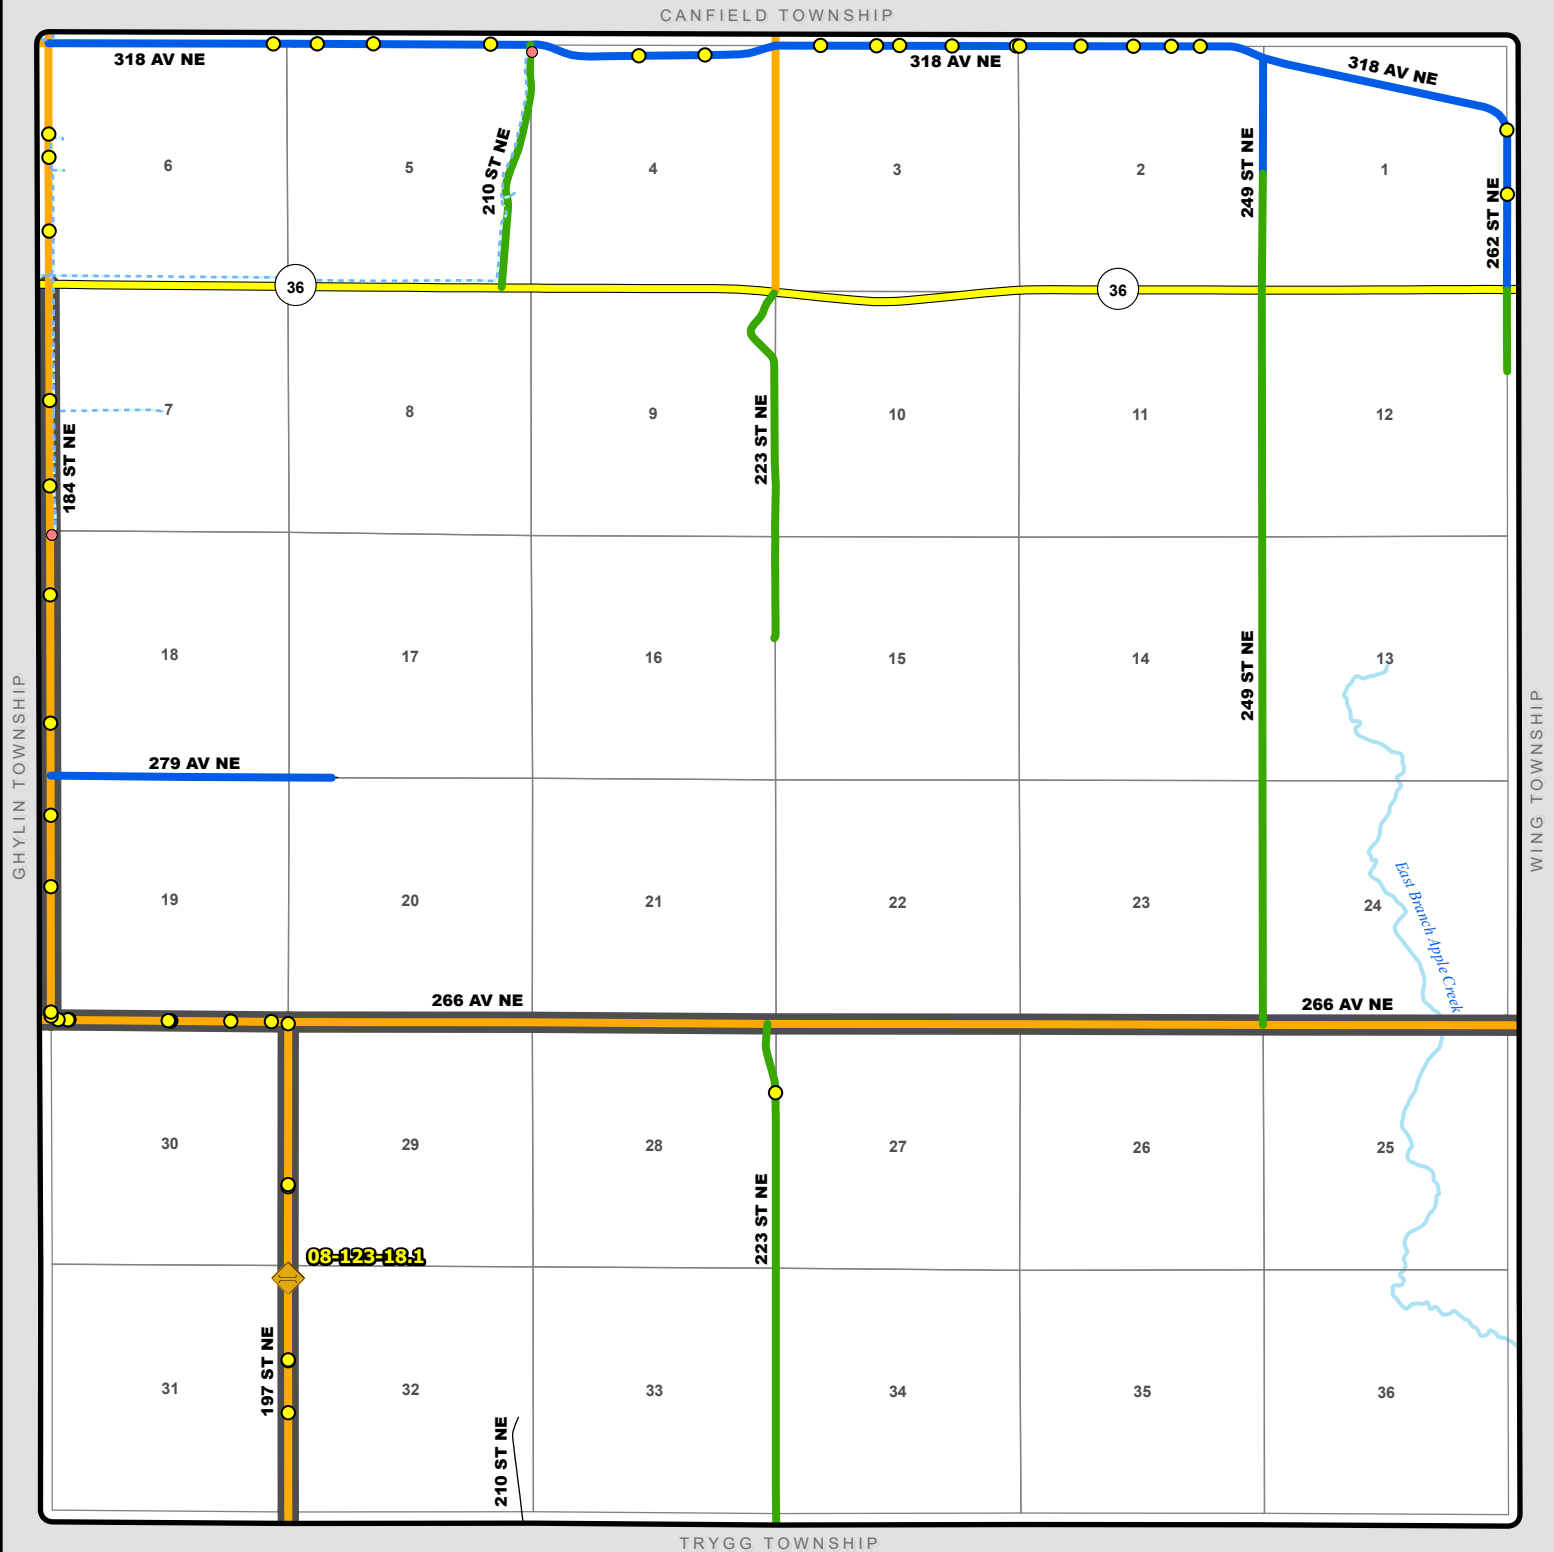 CANFIELD TOWNSHIP
318 AV NE
318 AV NE
318 AV NE
6
5
210 ST NE
4
3
2
249 ST NE
1
262 ST NE
36
36
184 ST NE
7
8
9
223 ST NE
10
11
12
18
17
16
15
14
249 ST NE
13
GHYLIN TOWNSHIP
WING TOWNSHIP
279 AV NE
19
20
21
22
23
24
East Branch Apple Creek
266 AV NE
266 AV NE
30
29
28
27
26
25
223 ST NE
08-123-18.1
197 ST NE
31
32
210 ST NE
33
34
35
36
TRYGG TOWNSHIP